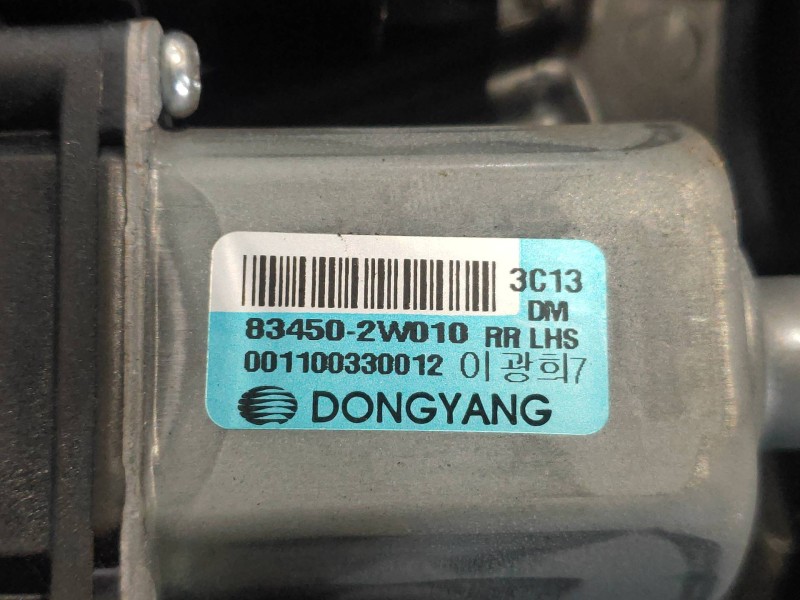 3C13
DM
83450-2W010 RR LHS
001100330012 이광희7
DONGYANG